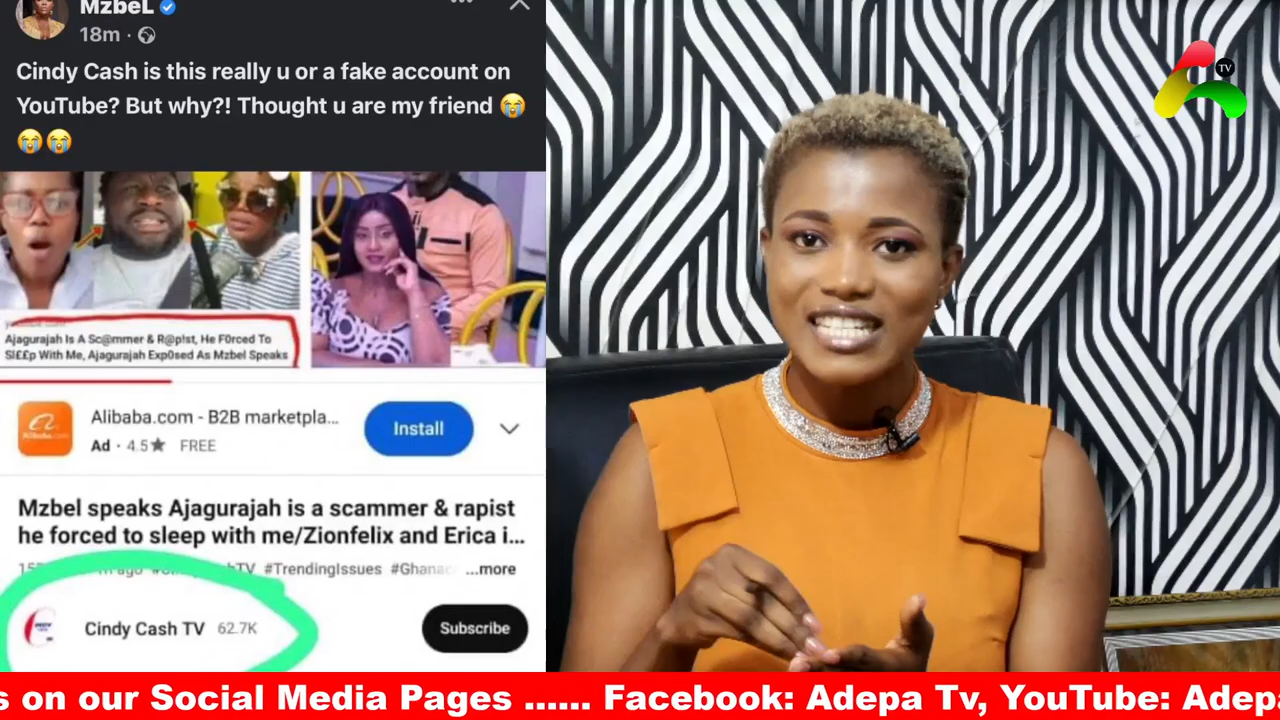 MzbeL
18m ·
Cindy Cash is this really u or a fake account on
YouTube? But why?! Thought u are my friend 😭
😭😭
TV
Ajagurajah Is A Sc@mmer & R@p!st, He F0rced To
Sl££p With Me, Ajagurajah Exp0sed As Mzbel Speaks
Alibaba.com
Alibaba.com - B2B marketpla...
Ad · 4.5★ FREE
Install
Mzbel speaks Ajagurajah is a scammer & rapist
he forced to sleep with me/Zionfelix and Erica i...
ago
#TrendingIssues #Ghana
...more
Cindy Cash TV 62.7K
Subscribe
s on our Social Media Pages ...... Facebook: Adepa Tv, YouTube: Adepa